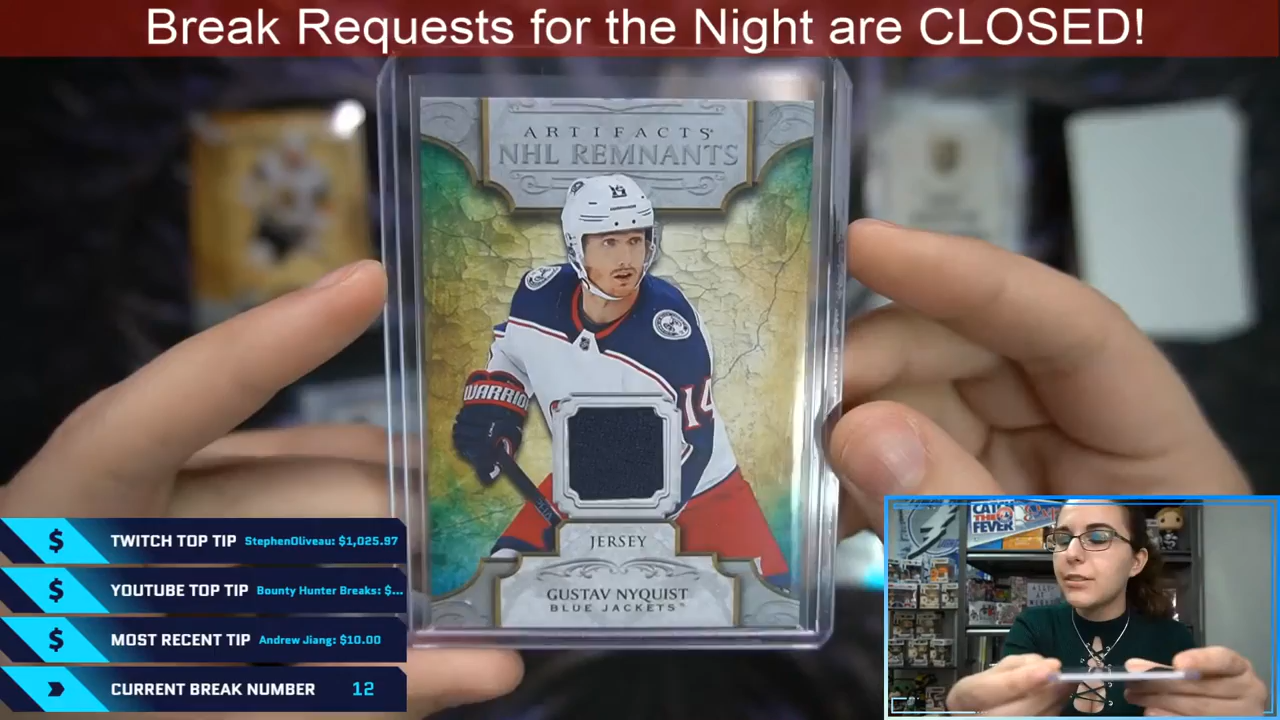 Break Requests for the Night are CLOSED!
ARTIFACTS
NHL REMNANTS
WARRIO
14
JERSEY
GUSTAV NYQUIST
BLUE JACKETS
CATCH
THE
FEVER
$ TWITCH TOP TIP StephenOliveau: $1,025.97
$ YOUTUBE TOP TIP Bounty Hunter Breaks: $...
$ MOST RECENT TIP Andrew Jiang: $10.00
CURRENT BREAK NUMBER 12